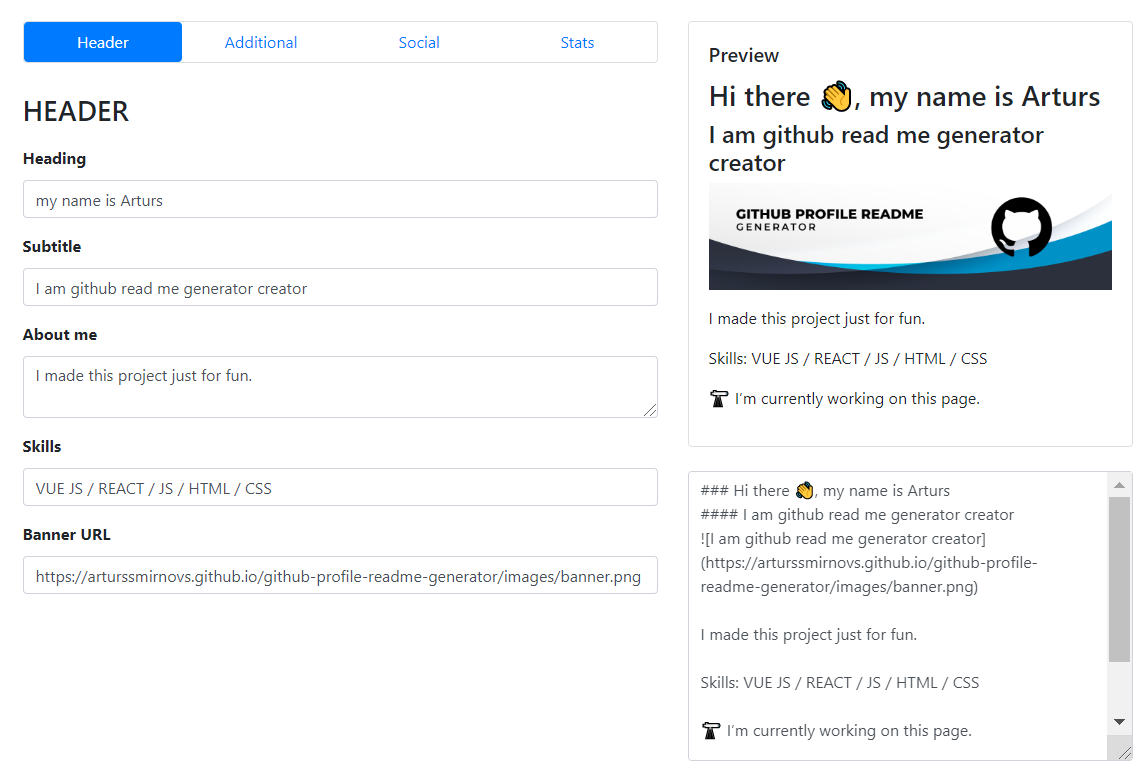 Header Additional Social Stats
HEADER
Heading
my name is Arturs
Subtitle
I am github read me generator creator
About me
I made this project just for fun.
Skills
VUE JS / REACT / JS / HTML / CSS
Banner URL
https://arturssmirnovs.github.io/github-profile-readme-generator/images/banner.png
Preview
Hi there 👋, my name is Arturs
I am github read me generator
creator
GITHUB PROFILE README
GENERATOR
I made this project just for fun.
Skills: VUE JS / REACT / JS / HTML / CSS
🔭 I’m currently working on this page.
### Hi there 👋, my name is Arturs
#### I am github read me generator creator
![I am github read me generator creator]
(https://arturssmirnovs.github.io/github-profile-
readme-generator/images/banner.png)
I made this project just for fun.
Skills: VUE JS / REACT / JS / HTML / CSS
🔭 I’m currently working on this page.